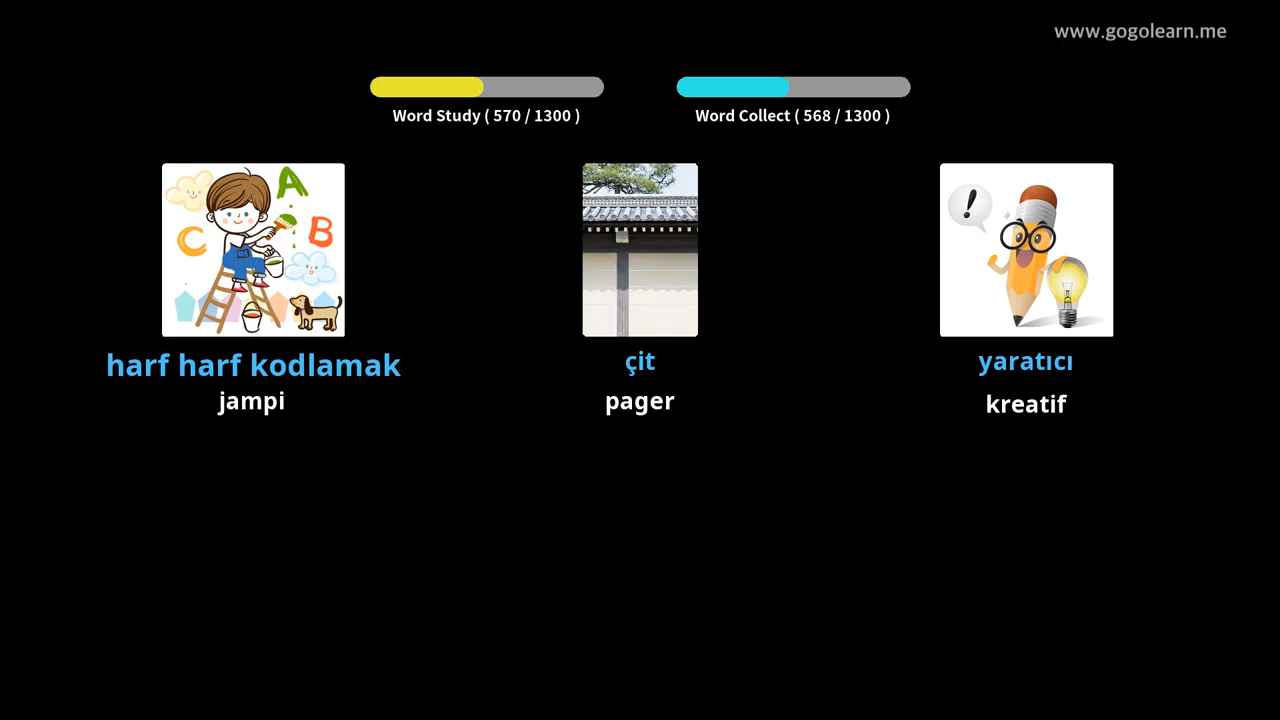 www.gogolearn.me
Word Study ( 570 / 1300 )
Word Collect ( 568 / 1300 )
A
B
C
!
harf harf kodlamak
jampi
çit
pager
yaratıcı
kreatif